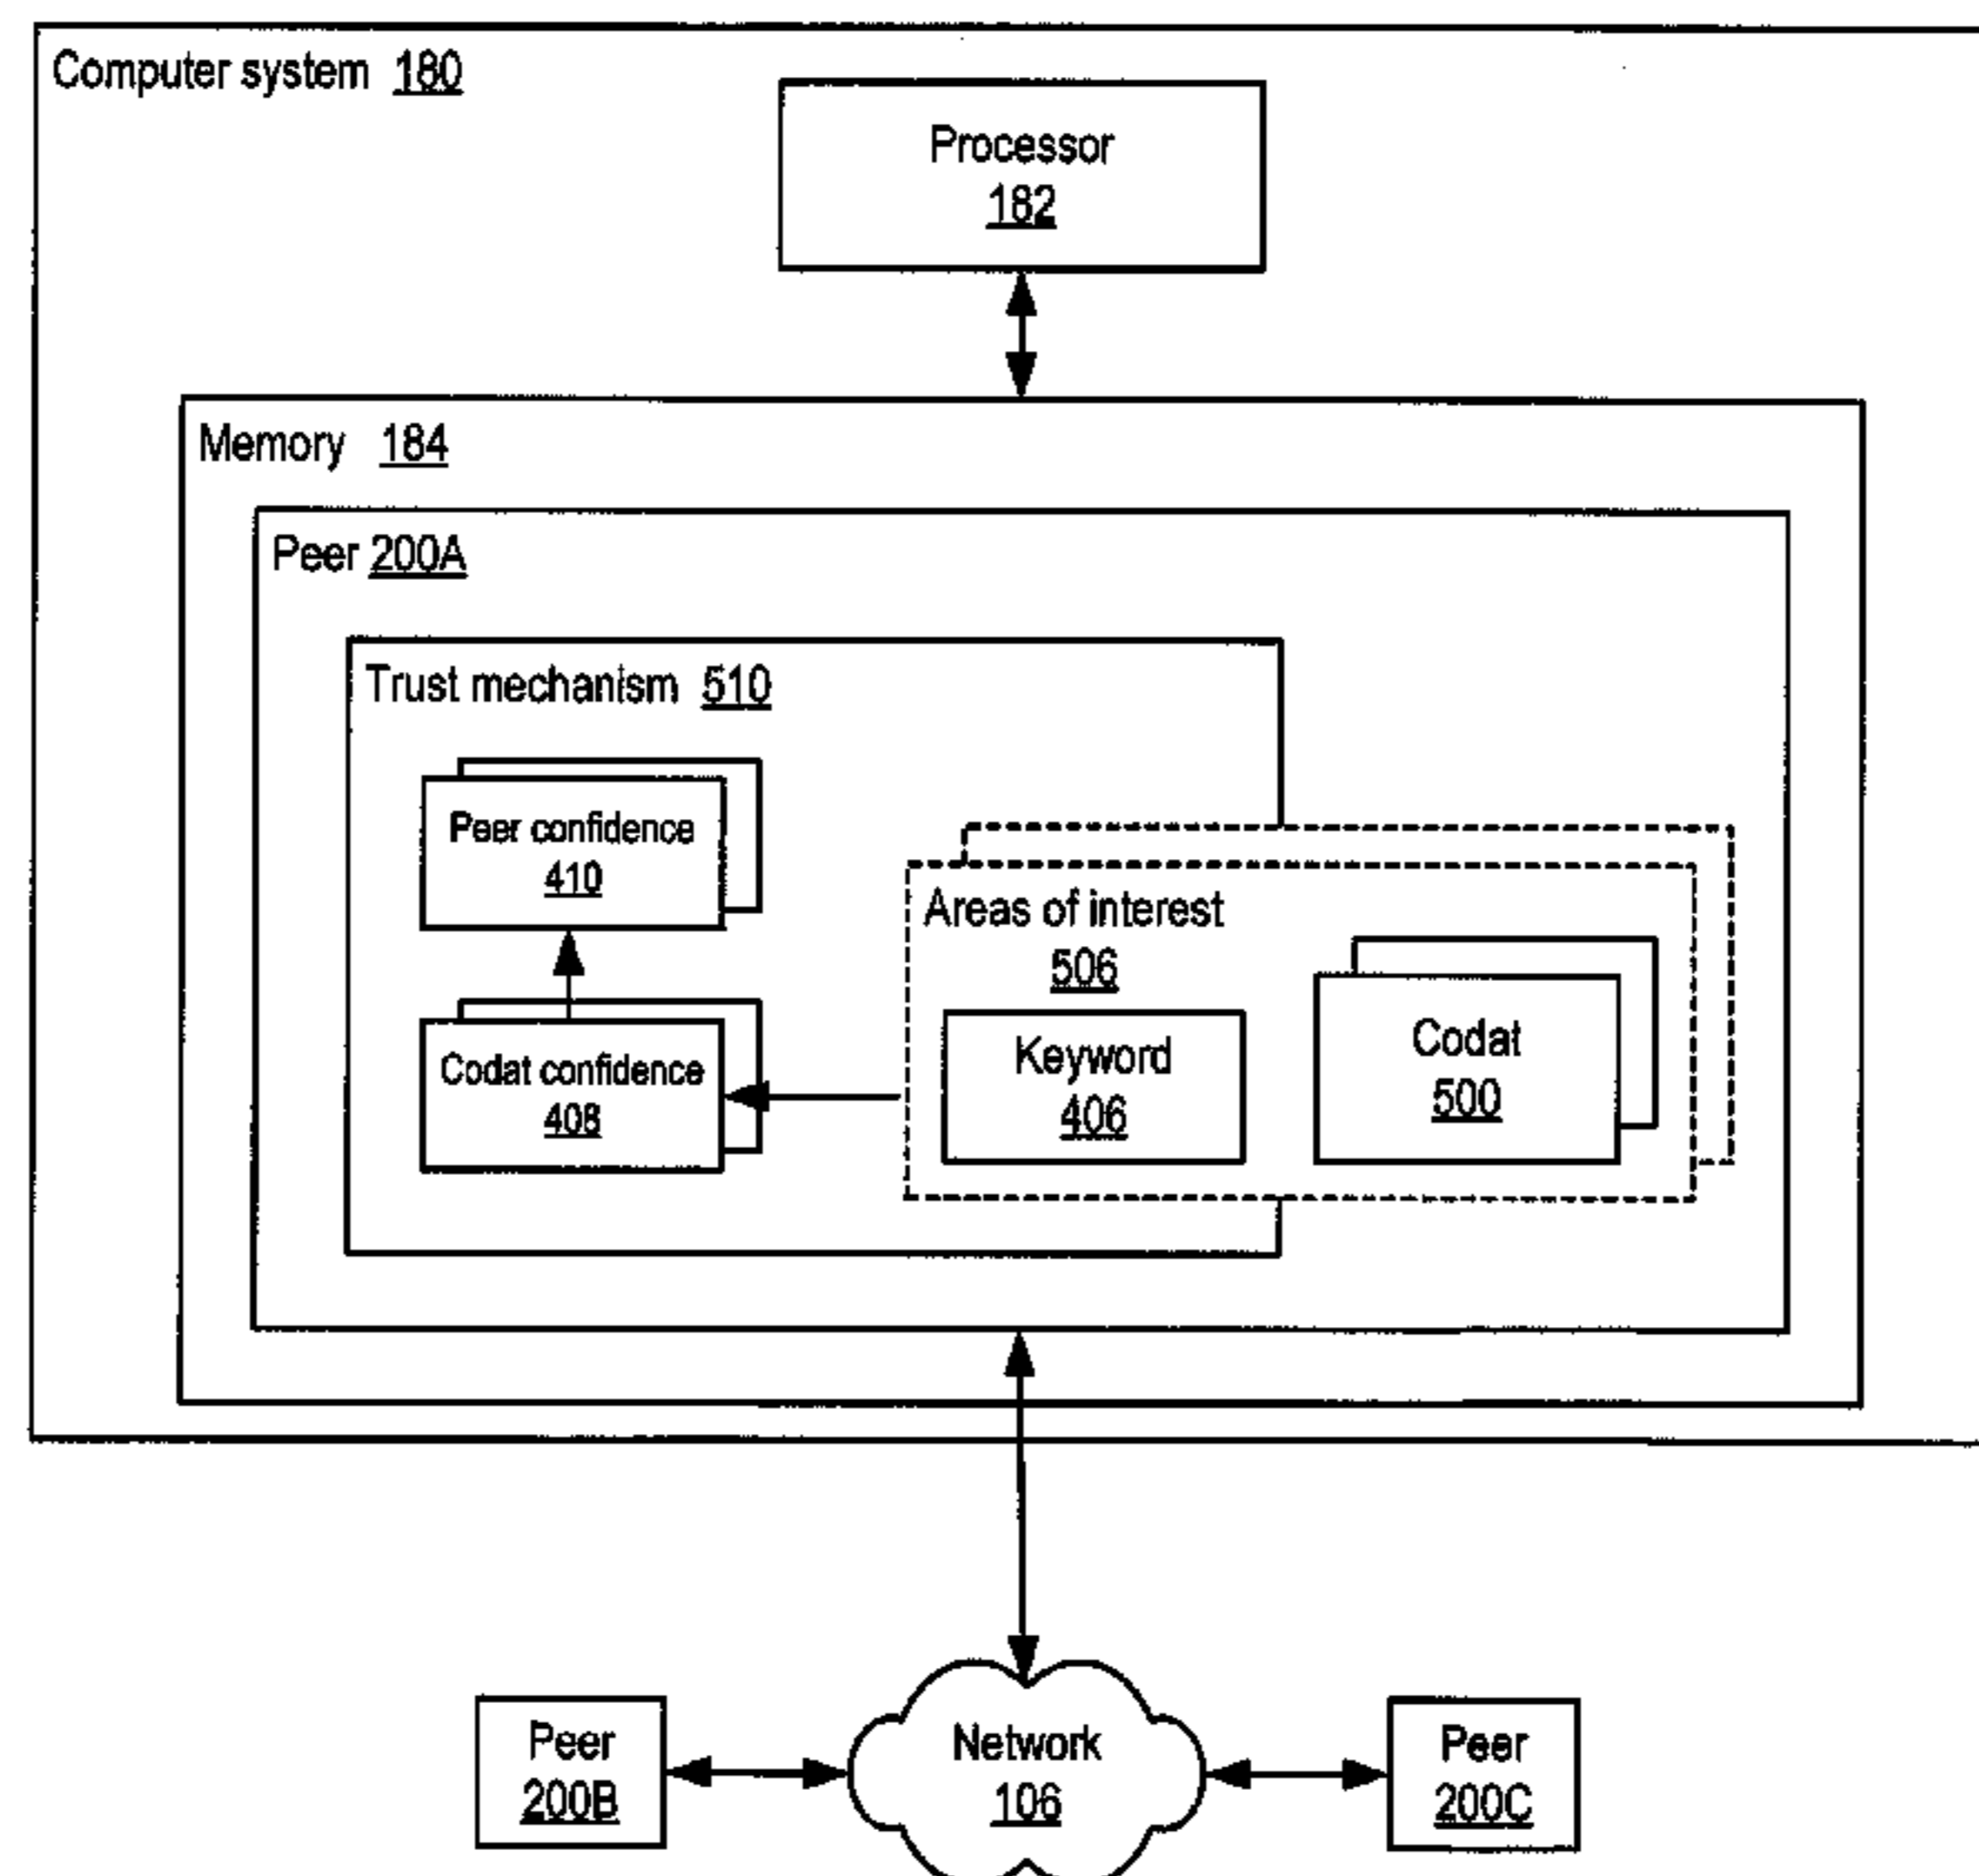 Computer system 180
Processor
182
Memory 184
Peer 200A
Trust mechanism 510
Peer confidence
410
Areas of interest
506
Codat confidence
408
Keyword
406
Codat
500
Peer
200B
Network
106
Peer
200C